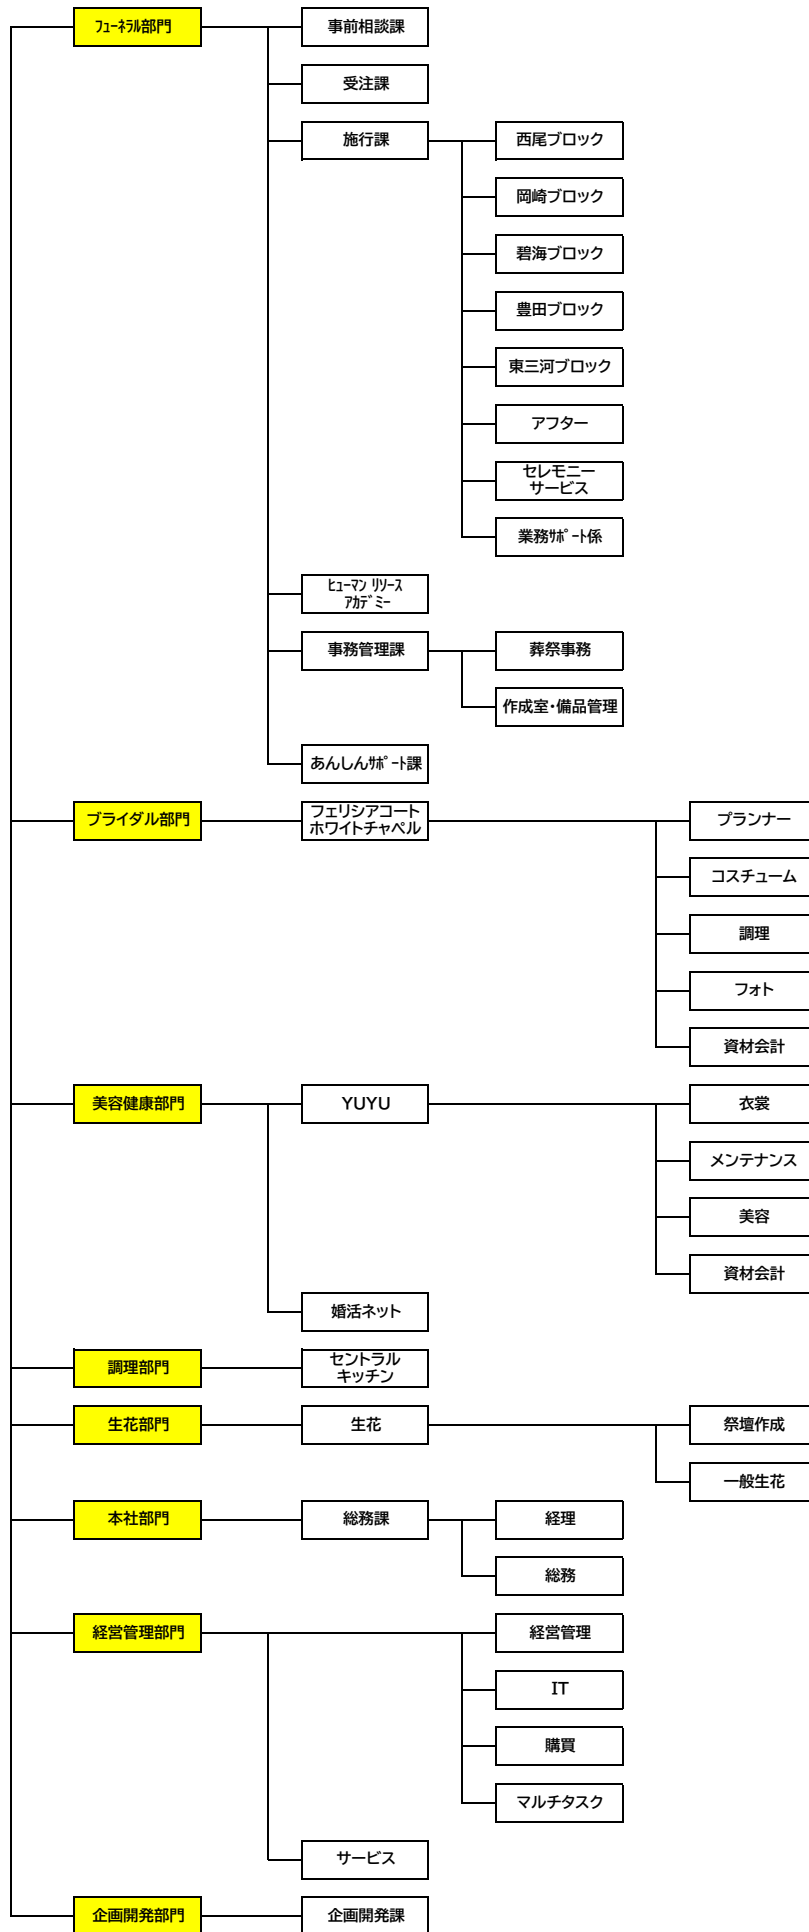 ﾌｭｰﾈﾗﾙ部門
事前相談課
受注課
施行課
西尾ブロック
岡崎ブロック
碧海ブロック
豊田ブロック
東三河ブロック
アフター
セレモニー
サービス
業務ｻﾎﾟｰﾄ係
ﾋｭｰﾏﾝ ﾘｿｰｽ
ｱｶﾃﾞﾐｰ
事務管理課
葬祭事務
作成室・備品管理
あんしんｻﾎﾟｰﾄ課
ブライダル部門
フェリシアコート
ホワイトチャペル
プランナー
コスチューム
調理
フォト
資材会計
美容健康部門
YUYU
衣裳
メンテナンス
美容
資材会計
婚活ネット
調理部門
セントラル
キッチン
生花部門
生花
祭壇作成
一般生花
本社部門
総務課
経理
総務
経営管理部門
経営管理
IT
購買
マルチタスク
サービス
企画開発部門
企画開発課